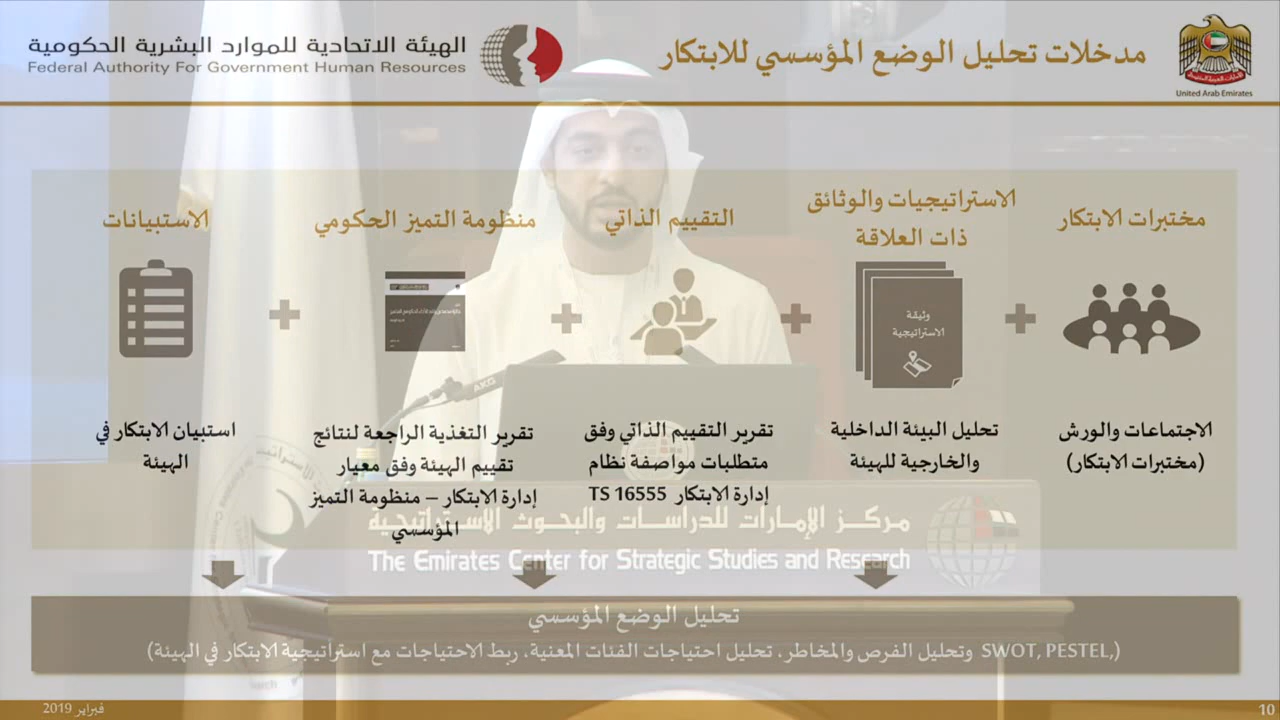 الهيئة الاتحادية للموارد البشرية الحكومية
Federal Authority For Government Human Resources
مدخلات تحليل الوضع المؤسسي للابتكار
United Arab Emirates
مختبرات الابتكار
الاستراتيجيات والوثائق
ذات العلاقة
التقييم الذاتي
منظومة التميز الحكومي
الاستبيانات
وثيقة
الاستراتيجية
AKG
الاجتماعات والورش
(مختبرات الابتكار)
تحليل البيئة الداخلية
والخارجية للهيئة
تقرير التقييم الذاتي وفق
متطلبات مواصفة نظام
إدارة الابتكار TS 16555
تقرير التغذية الراجعة لنتائج
تقييم الهيئة وفق معيار
إدارة الابتكار – منظومة التميز
المؤسسي
استبيان الابتكار في
الهيئة
مركز الإمارات للدراسات والبحوث الاستراتيجية
The Emirates Center for Strategic Studies and Research
تحليل الوضع المؤسسي
(SWOT, PESTEL, وتحليل الفرص والمخاطر، تحليل احتياجات الفئات المعنية، ربط الاحتياجات مع استراتيجية الابتكار في الهيئة)
فبراير 2019
10